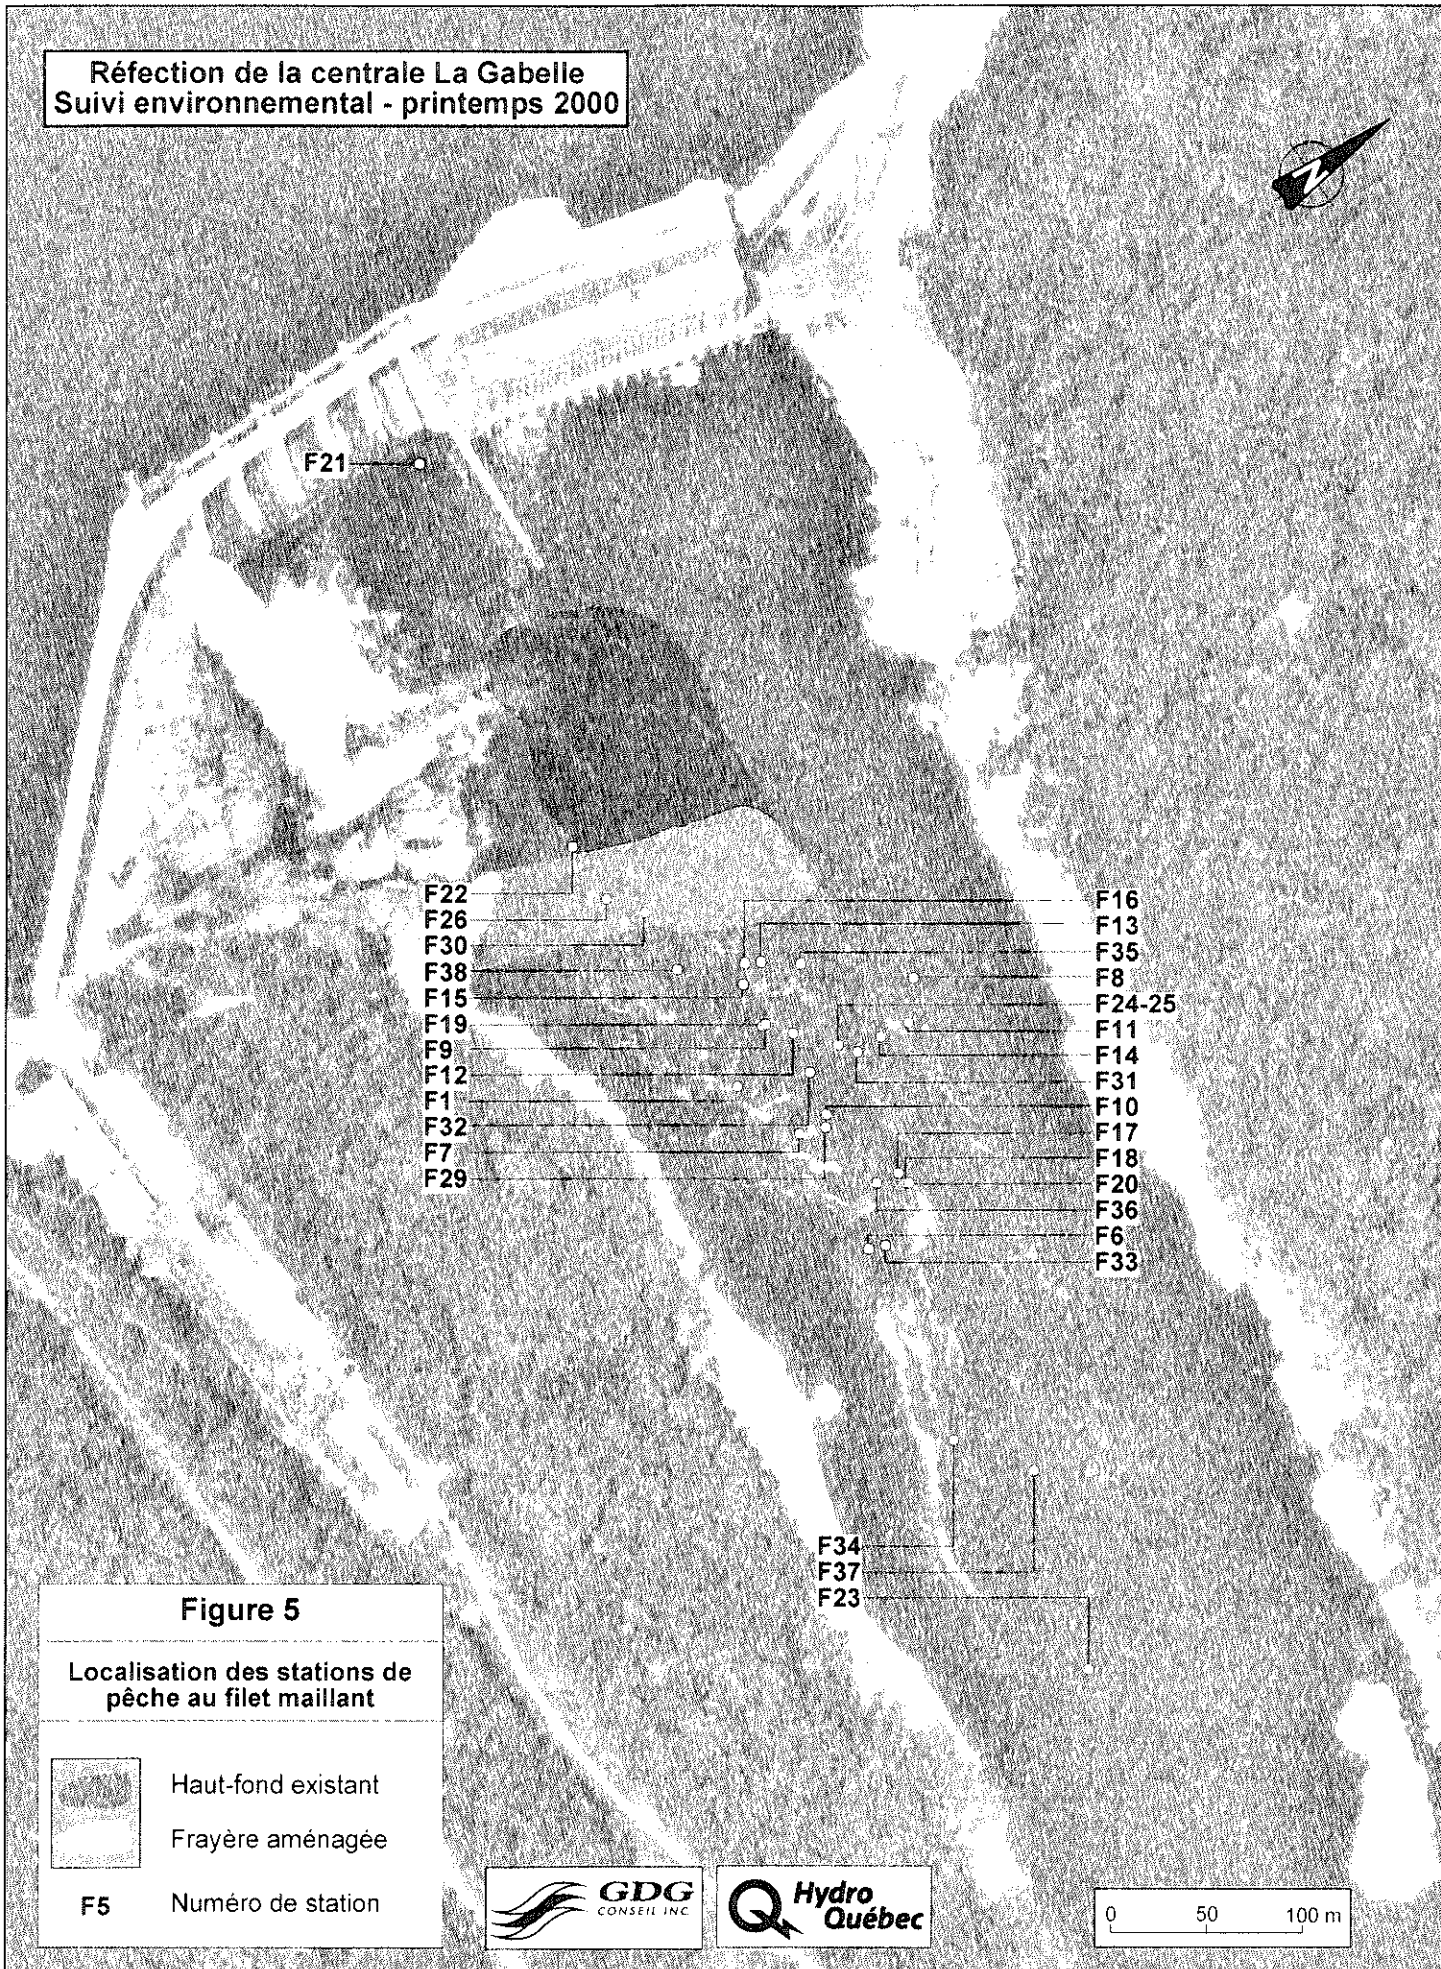 Réfection de la centrale La Gabelle
Suivi environnemental - printemps 2000
N
F21
F22
F26
F30
F38
F15
F19
F9
F12
F1
F32
F7
F29
F16
F13
F35
F8
F24-25
F11
F14
F31
F10
F17
F18
F20
F36
F6
F33
F34
F37
F23
Figure 5
Localisation des stations de
pêche au filet maillant
Haut-fond existant
Frayère aménagée
F5 Numéro de station
GDG
CONSEIL INC
Hydro
Québec
0 50 100 m